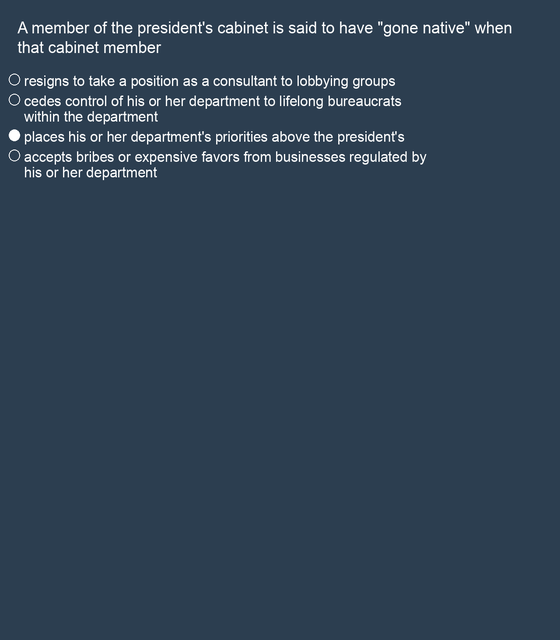 A member of the president's cabinet is said to have "gone native" when
that cabinet member
resigns to take a position as a consultant to lobbying groups
cedes control of his or her department to lifelong bureaucrats
within the department
places his or her department's priorities above the president's
accepts bribes or expensive favors from businesses regulated by
his or her department